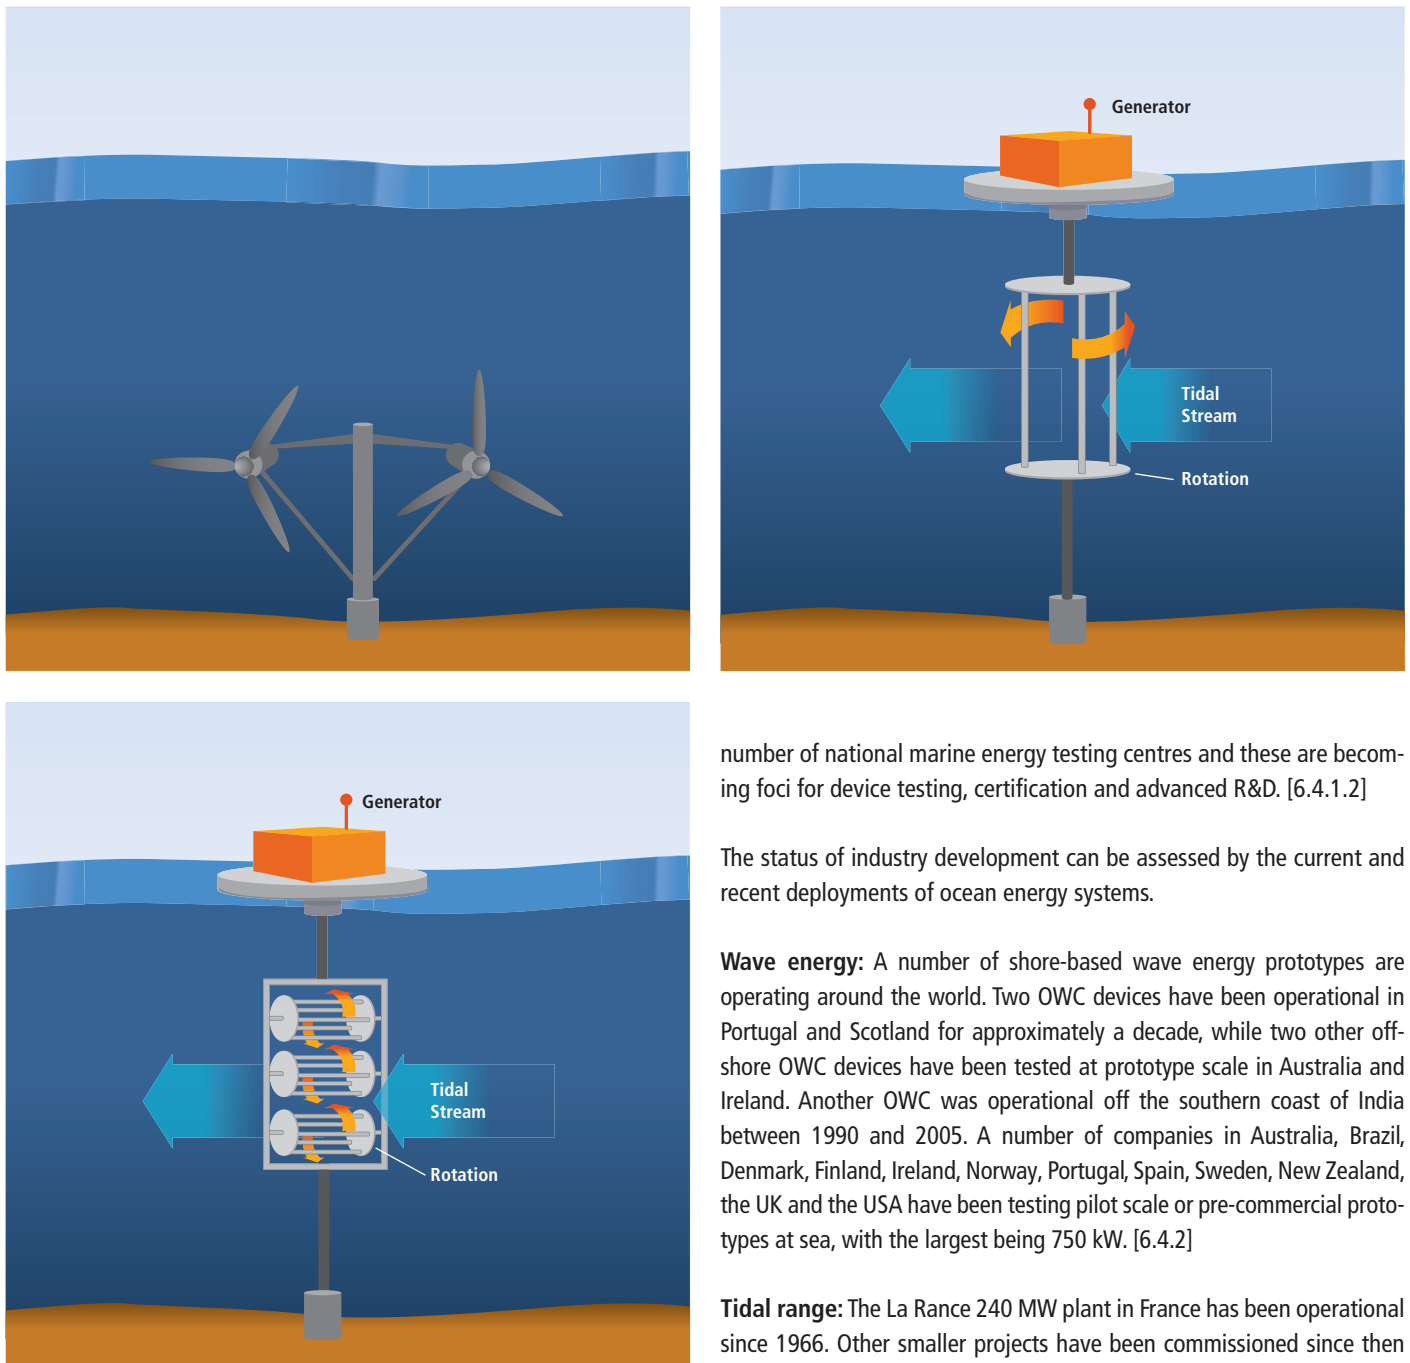 Generator
Tidal
Stream
Rotation
Generator
Tidal
Stream
Rotation
number of national marine energy testing centres and these are becom-
ing foci for device testing, certification and advanced R&D. [6.4.1.2]
The status of industry development can be assessed by the current and
recent deployments of ocean energy systems.
Wave energy: A number of shore-based wave energy prototypes are
operating around the world. Two OWC devices have been operational in
Portugal and Scotland for approximately a decade, while two other off-
shore OWC devices have been tested at prototype scale in Australia and
Ireland. Another OWC was operational off the southern coast of India
between 1990 and 2005. A number of companies in Australia, Brazil,
Denmark, Finland, Ireland, Norway, Portugal, Spain, Sweden, New Zealand,
the UK and the USA have been testing pilot scale or pre-commercial proto-
types at sea, with the largest being 750 kW. [6.4.2]
Tidal range: The La Rance 240 MW plant in France has been operational
since 1966. Other smaller projects have been commissioned since then